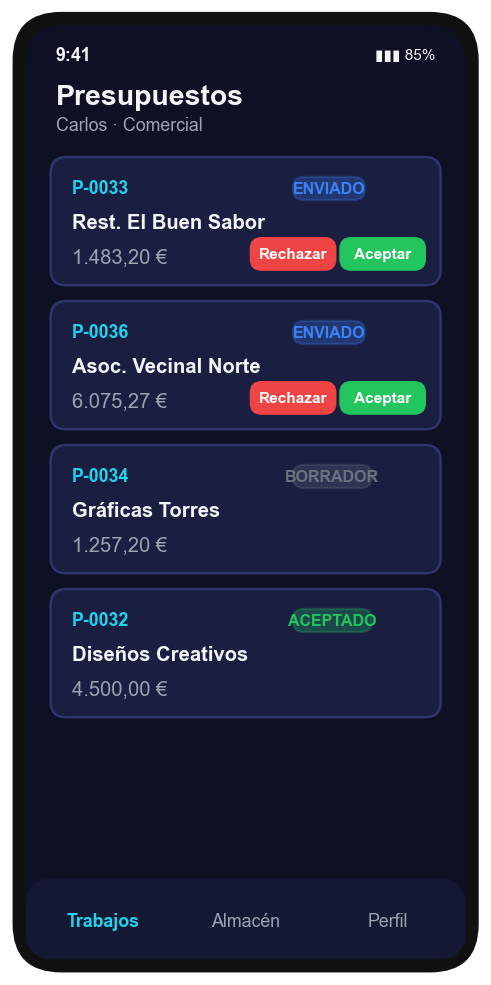 9:41 85%
Presupuestos
Carlos · Comercial
P-0033 ENVIADO
Rest. El Buen Sabor
1.483,20 € Rechazar Aceptar
P-0036 ENVIADO
Asoc. Vecinal Norte
6.075,27 € Rechazar Aceptar
P-0034 BORRADOR
Gráficas Torres
1.257,20 €
P-0032 ACEPTADO
Diseños Creativos
4.500,00 €
Trabajos Almacén Perfil